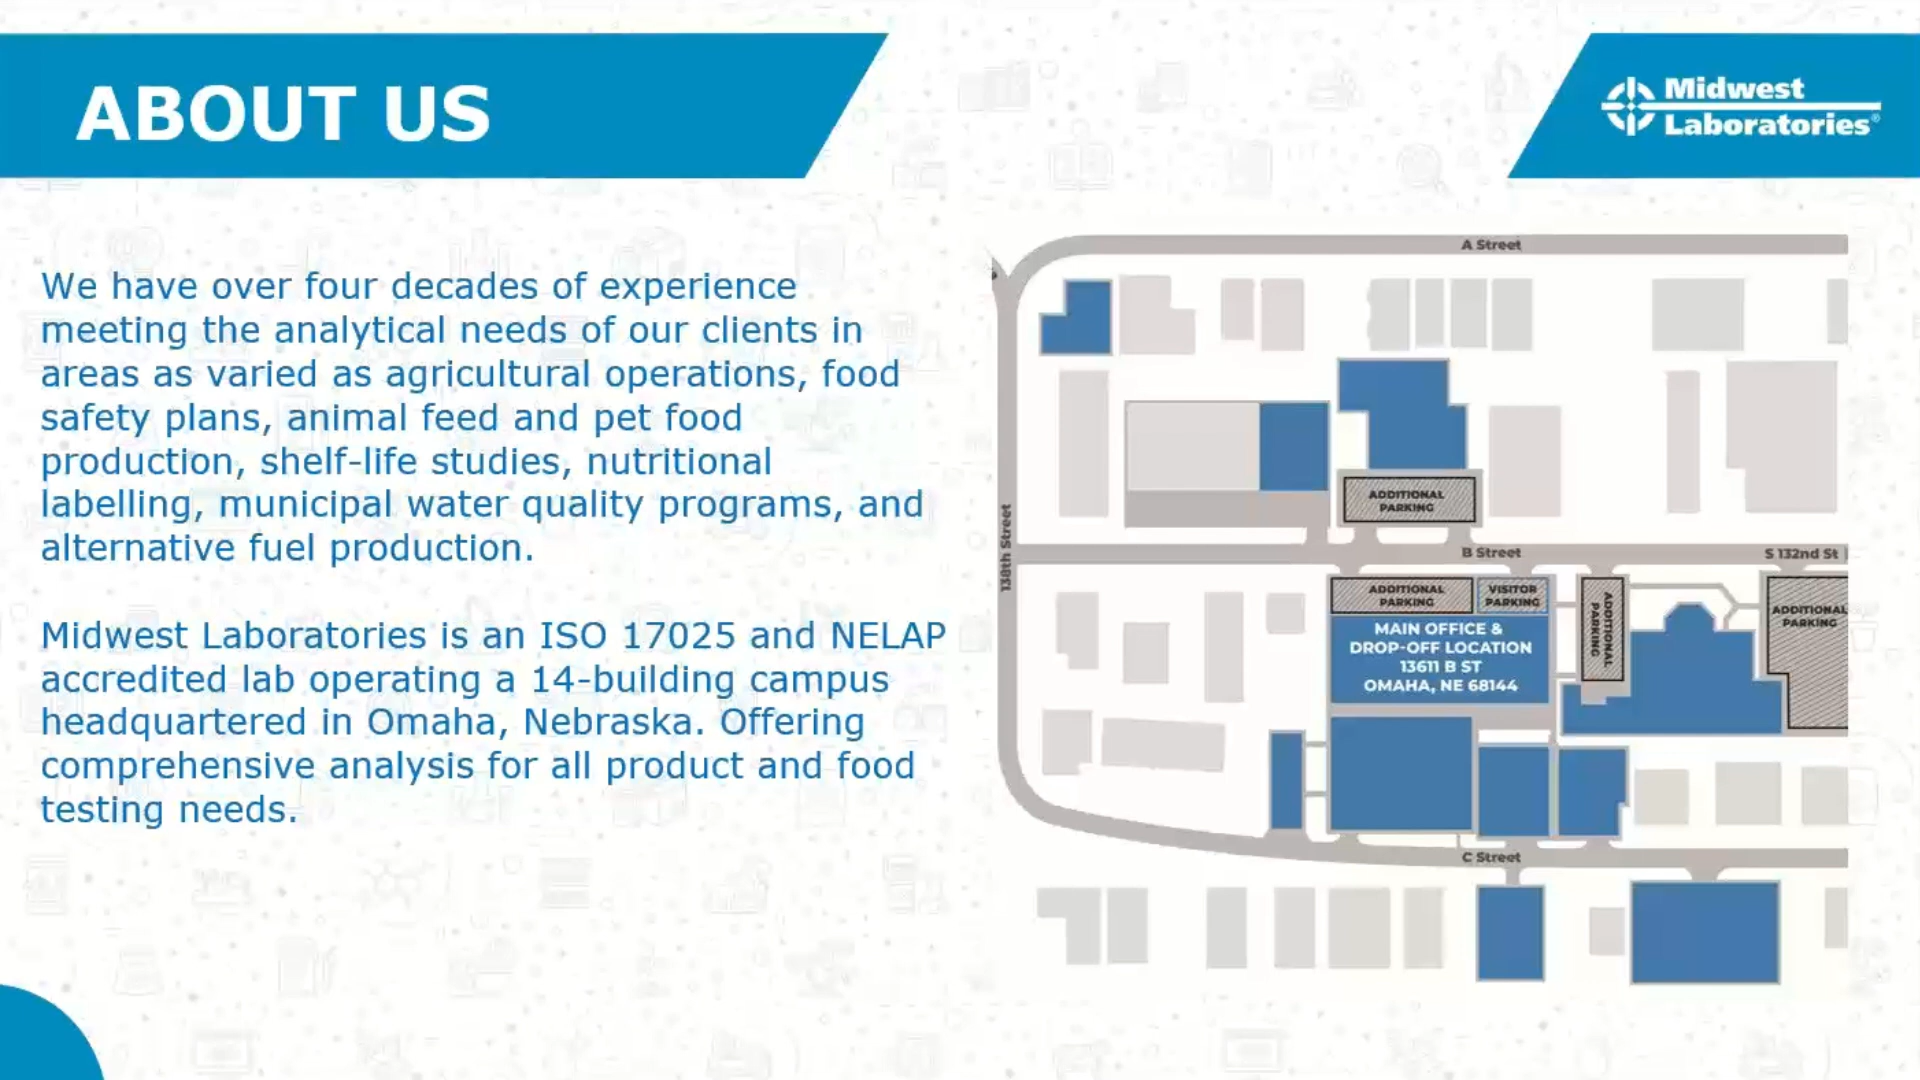 ABOUT US
Midwest
Laboratories®
We have over four decades of experience
meeting the analytical needs of our clients in
areas as varied as agricultural operations, food
safety plans, animal feed and pet food
production, shelf-life studies, nutritional
labelling, municipal water quality programs, and
alternative fuel production.
Midwest Laboratories is an ISO 17025 and NELAP
accredited lab operating a 14-building campus
headquartered in Omaha, Nebraska. Offering
comprehensive analysis for all product and food
testing needs.
A Street
138th Street
ADDITIONAL
PARKING
B Street
S 132nd St
ADDITIONAL
PARKING
VISITOR
PARKING
ADDITIONAL
PARKING
ADDITIONAL
PARKING
MAIN OFFICE &
DROP-OFF LOCATION
13611 B ST
OMAHA, NE 68144
C Street